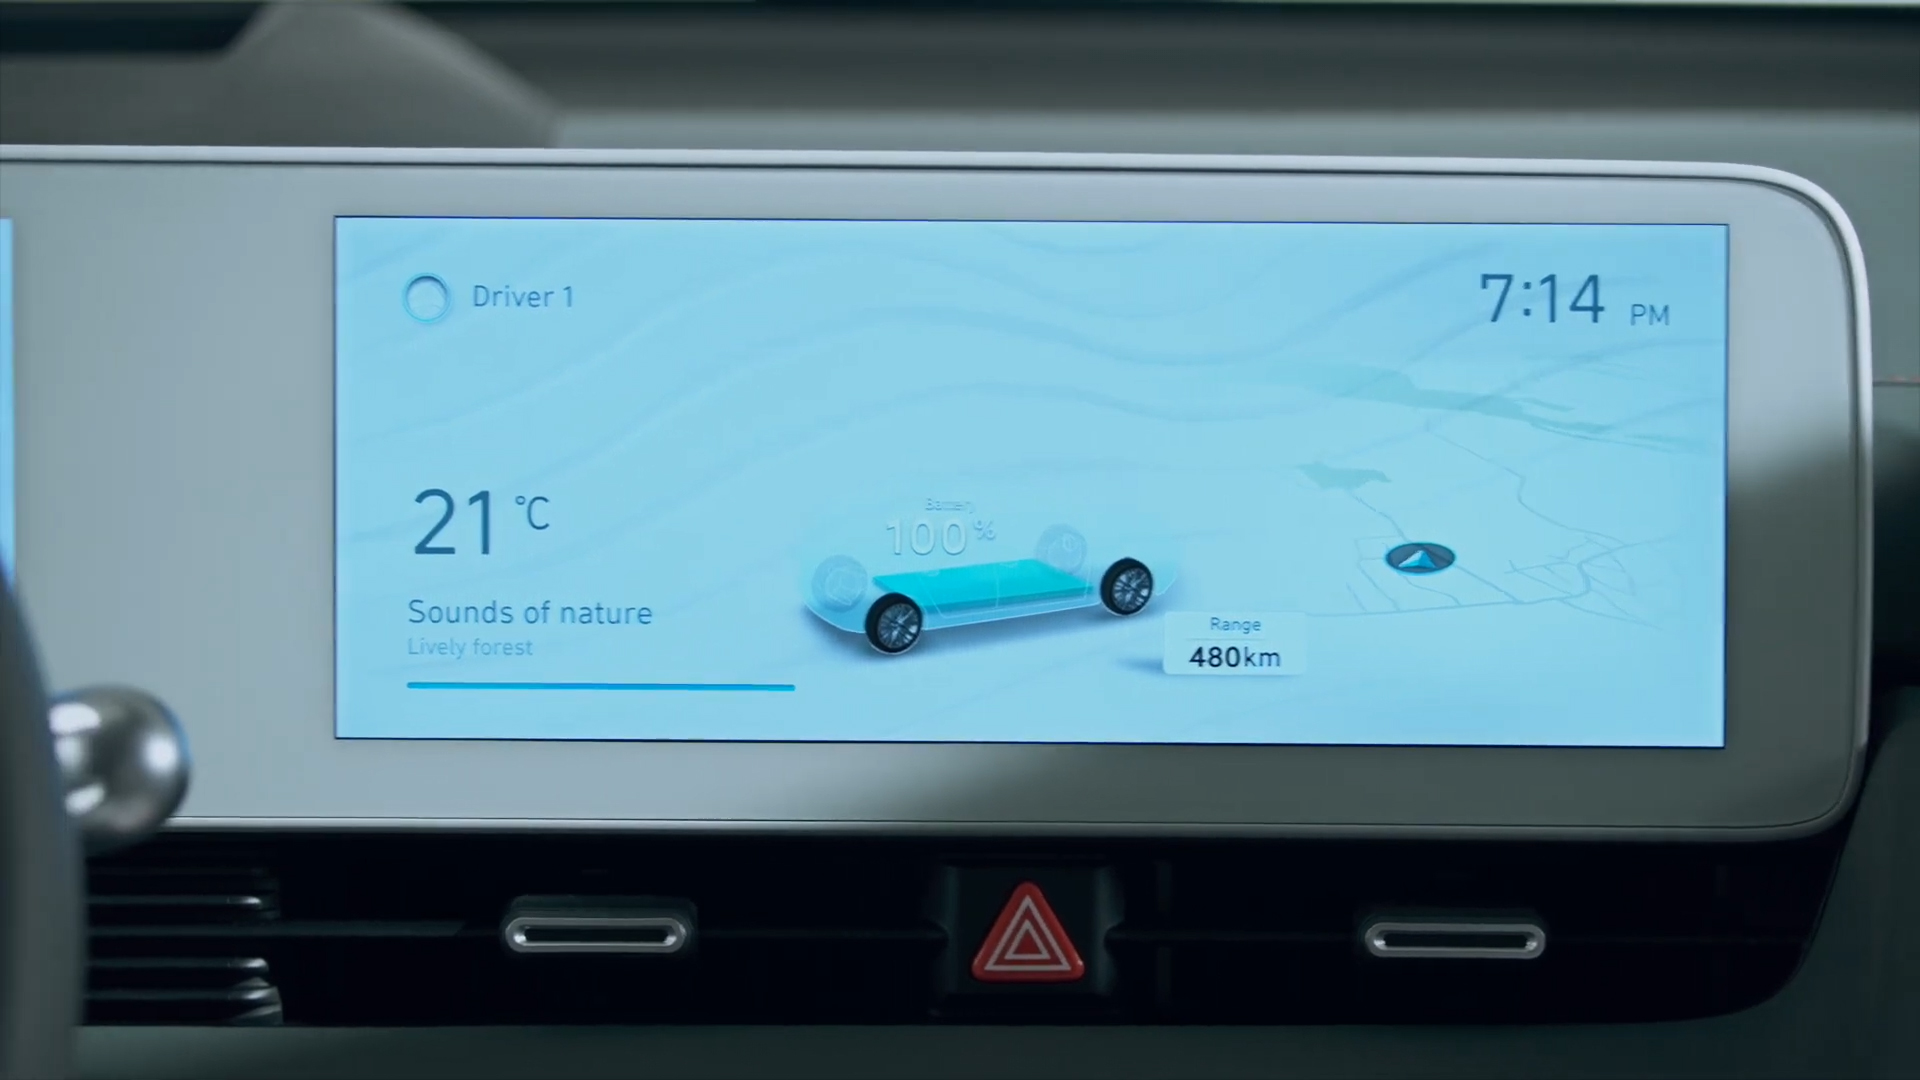 Driver 1
7:14 PM
21 °C
Battery
100 %
Sounds of nature
Lively forest
Range
480km